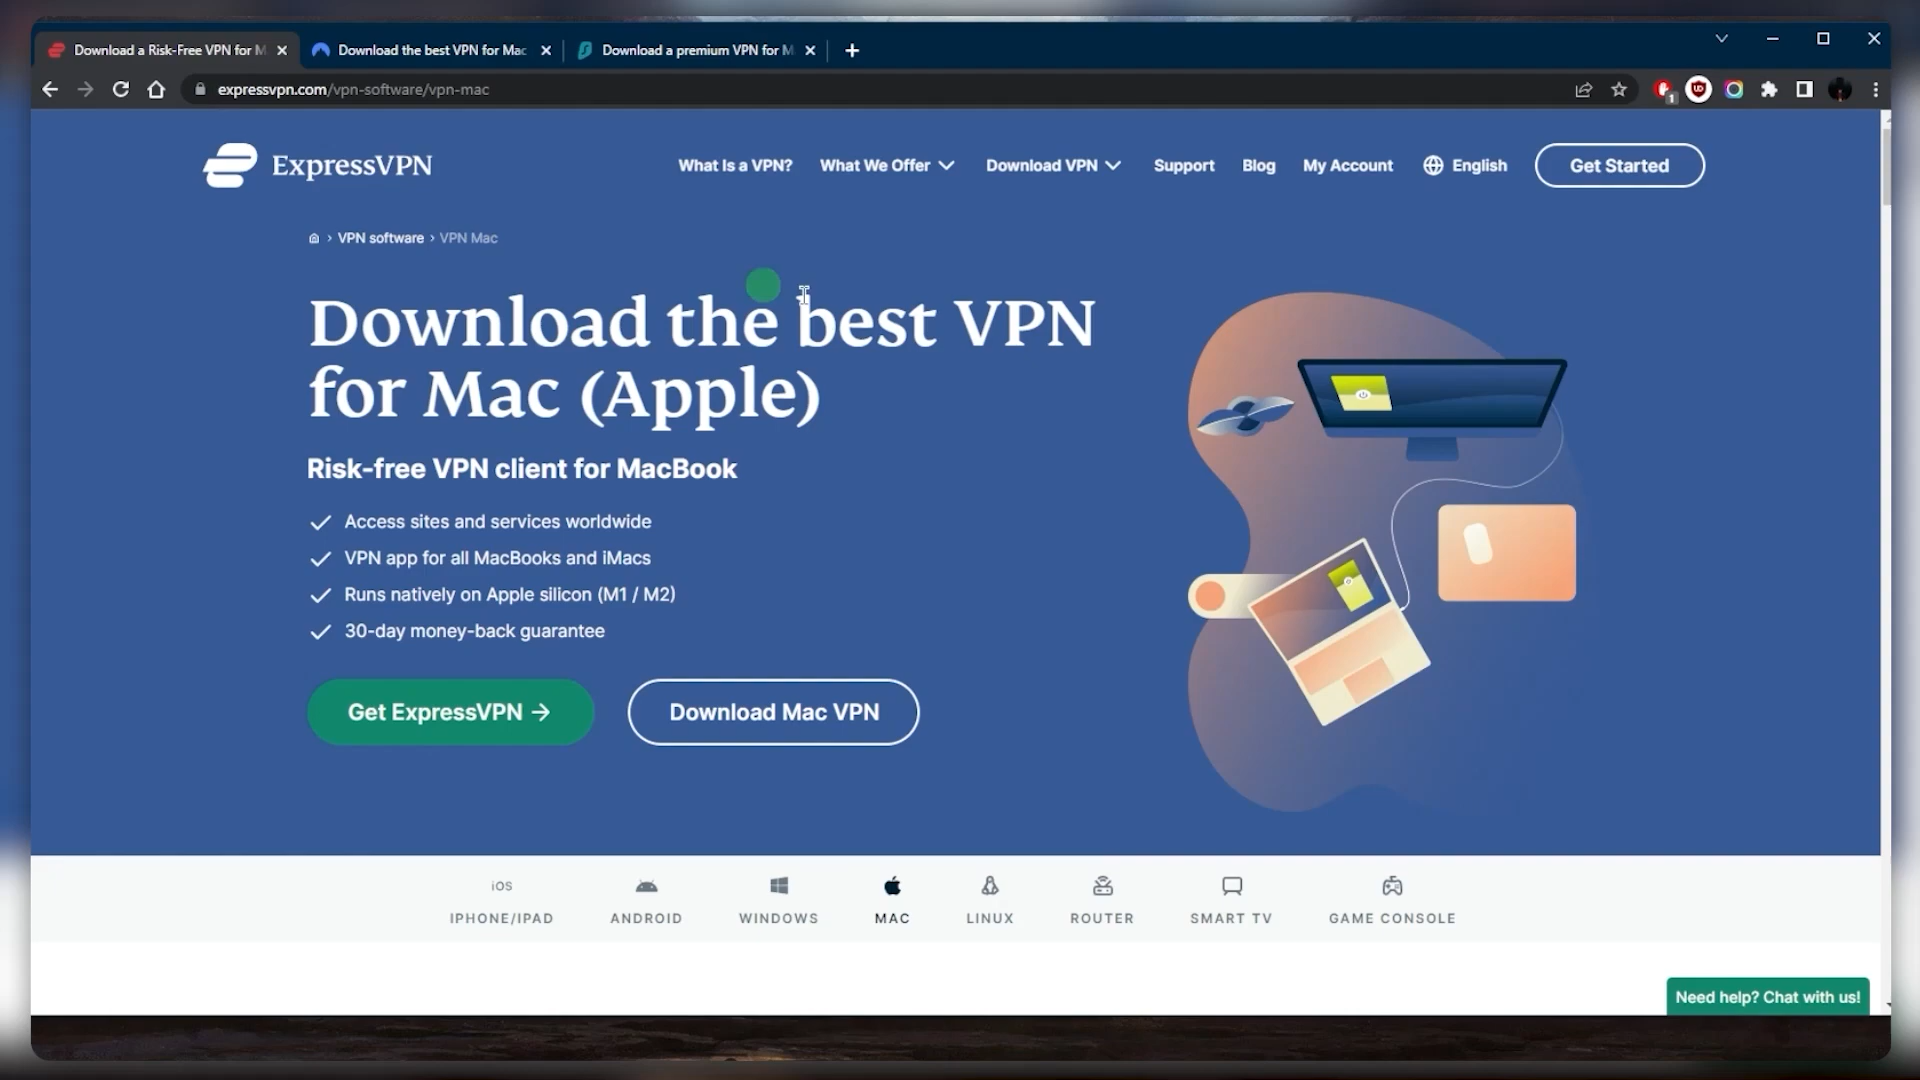 Download a Risk-Free VPN for M
Download the best VPN for Mac
Download a premium VPN for M
expressvpn.com/vpn-software/vpn-mac
1
ExpressVPN
What Is a VPN?
What We Offer
Download VPN
Support
Blog
My Account
English
Get Started
VPN software › VPN Mac
Download the best VPN
for Mac (Apple)
Risk-free VPN client for MacBook
Access sites and services worldwide
VPN app for all MacBooks and iMacs
Runs natively on Apple silicon (M1 / M2)
30-day money-back guarantee
Get ExpressVPN →
Download Mac VPN
iOS
IPHONE/IPAD
ANDROID
WINDOWS
MAC
LINUX
ROUTER
SMART TV
GAME CONSOLE
Need help? Chat with us!